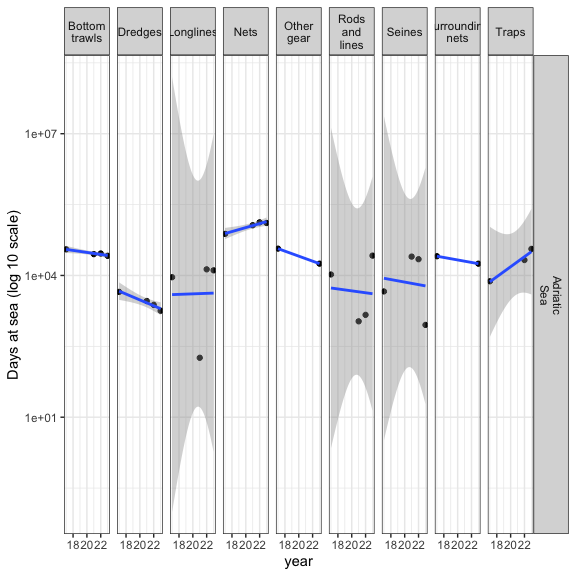 Bottom
trawls
Dredges
Longlines
Nets
Other
gear
Rods
and
lines
Seines
urroundin
nets
Traps
Days at sea (log 10 scale)
1e+07
1e+04
1e+01
Adriatic
Sea
182022
182022
182022
182022
182022
182022
182022
182022
182022
year